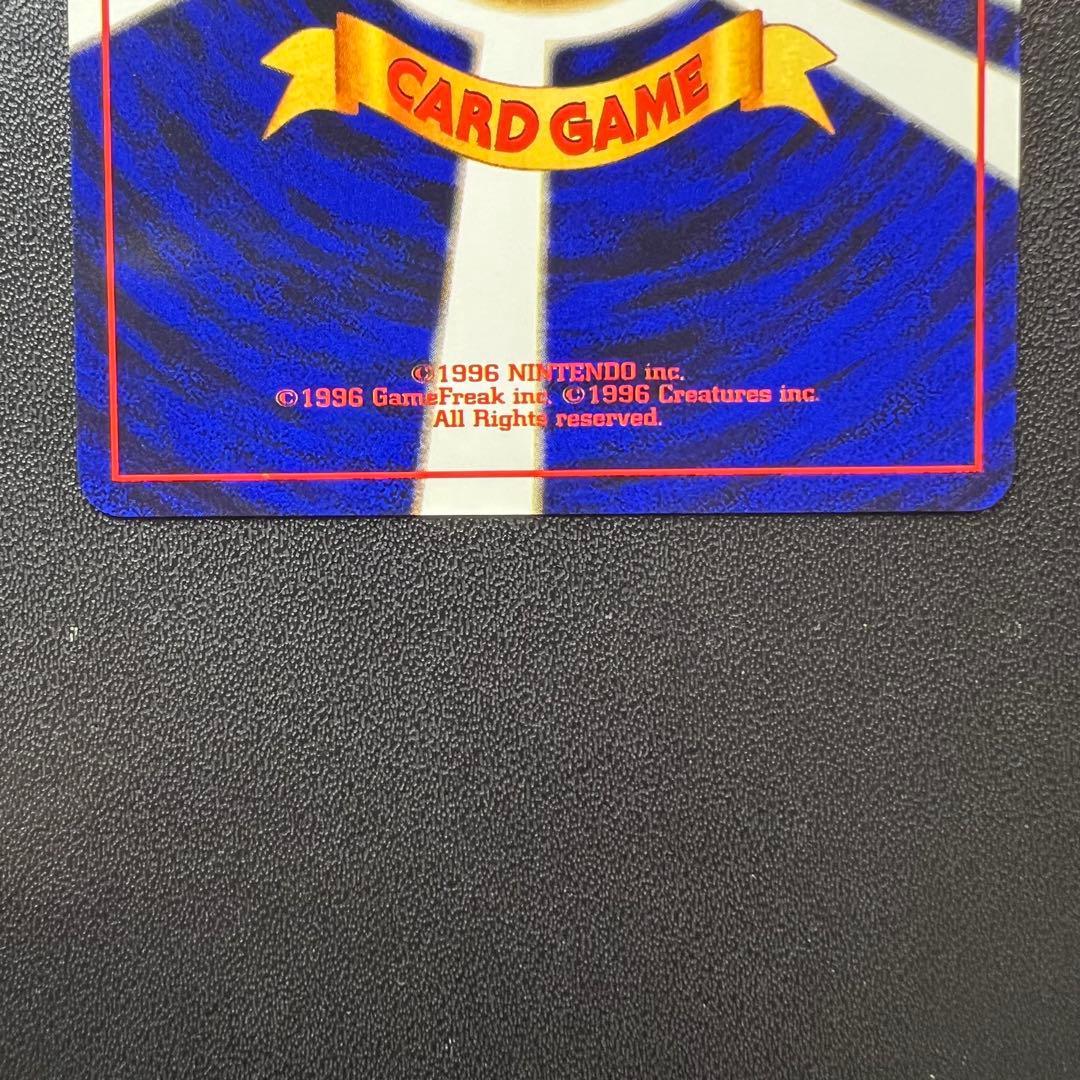 CARD GAME
©1996 NINTENDO inc.
©1996 GameFreak inc. ©1996 Creatures inc.
All Rights reserved.